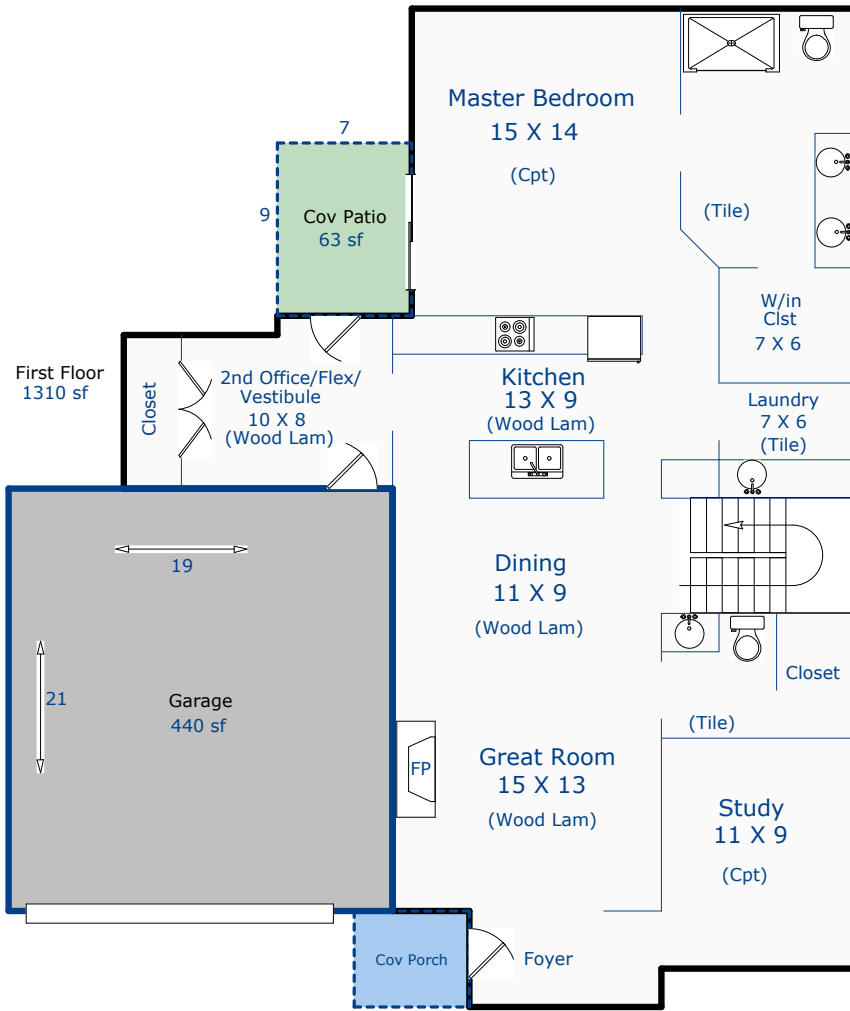 Master Bedroom
15 X 14
(Cpt)
7
9
Cov Patio
63 sf
(Tile)
W/in
Clst
7 X 6
First Floor
1310 sf
Closet
2nd Office/Flex/
Vestibule
10 X 8
(Wood Lam)
Kitchen
13 X 9
(Wood Lam)
Laundry
7 X 6
(Tile)
19
21
Garage
440 sf
Dining
11 X 9
(Wood Lam)
Closet
(Tile)
FP
Great Room
15 X 13
(Wood Lam)
Study
11 X 9
(Cpt)
Cov Porch
Foyer